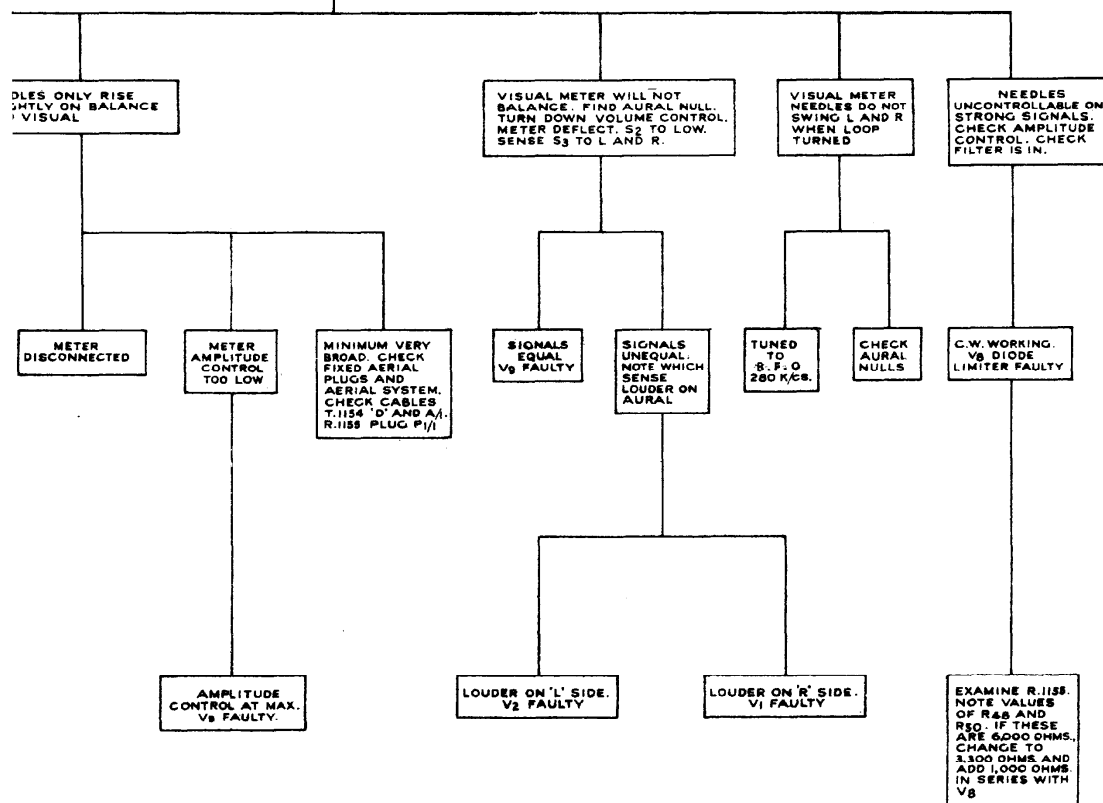 DLES ONLY RISE
GHTLY ON BALANCE
VISUAL
VISUAL METER WILL NOT
BALANCE. FIND AURAL NULL.
TURN DOWN VOLUME CONTROL.
METER DEFLECT. S2 TO LOW.
SENSE S3 TO L AND R.
VISUAL METER
NEEDLES DO NOT
SWING L AND R
WHEN LOOP
TURNED
NEEDLES
UNCONTROLLABLE ON
STRONG SIGNALS.
CHECK AMPLITUDE
CONTROL. CHECK
FILTER IS IN.
METER
DISCONNECTED
METER
AMPLITUDE
CONTROL
TOO LOW
MINIMUM VERY
BROAD. CHECK
FIXED AERIAL
PLUGS AND
AERIAL SYSTEM.
CHECK CABLES
T.1154 'D' AND A/1.
R.1155 PLUG P1/1
SIGNALS
EQUAL
V9 FAULTY
SIGNALS
UNEQUAL.
NOTE WHICH
SENSE
LOUDER ON
AURAL
TUNED
TO
B.F.O
280 K/CS.
CHECK
AURAL
NULLS
C.W. WORKING.
V8 DIODE
LIMITER FAULTY
AMPLITUDE
CONTROL AT MAX.
FAULTY.
LOUDER ON 'L' SIDE.
V2 FAULTY
LOUDER ON 'R' SIDE.
V1 FAULTY
EXAMINE R.1155.
NOTE VALUES
OF R48 AND
R50. IF THESE
ARE 6,000 OHMS.,
CHANGE TO
3,300 OHMS. AND
ADD 1,000 OHMS.
IN SERIES WITH
V8